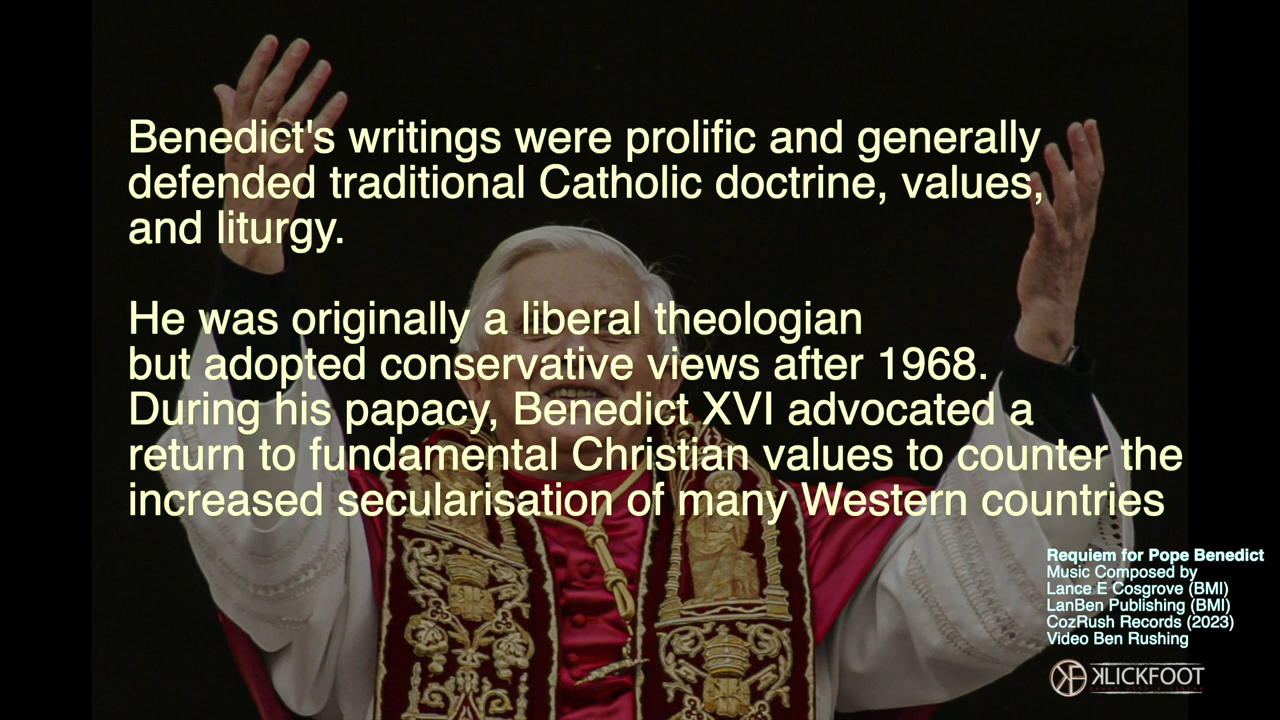 Benedict's writings were prolific and generally
defended traditional Catholic doctrine, values,
and liturgy.
He was originally a liberal theologian
but adopted conservative views after 1968.
During his papacy, Benedict XVI advocated a
return to fundamental Christian values to counter the
increased secularisation of many Western countries
Requiem for Pope Benedict
Music Composed by
Lance E Cosgrove (BMI)
LanBen Publishing (BMI)
CozRush Records (2023)
Video Ben Rushing
KLICKFOOT